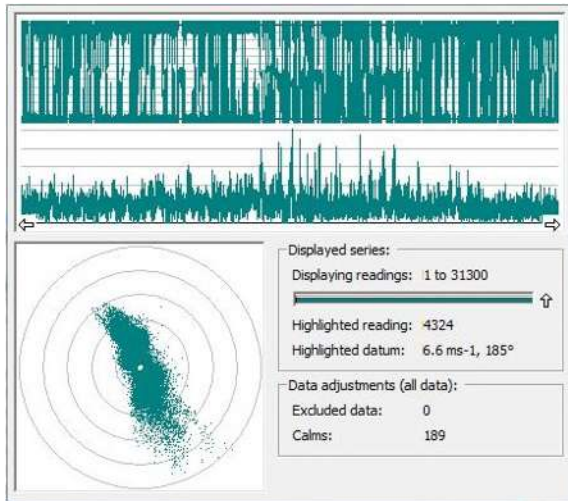 Displayed series:
Displaying readings: 1 to 31300
Highlighted reading: 4324
Highlighted datum: 6.6 ms-1, 185°
Data adjustments (all data):
Excluded data: 0
Calms: 189